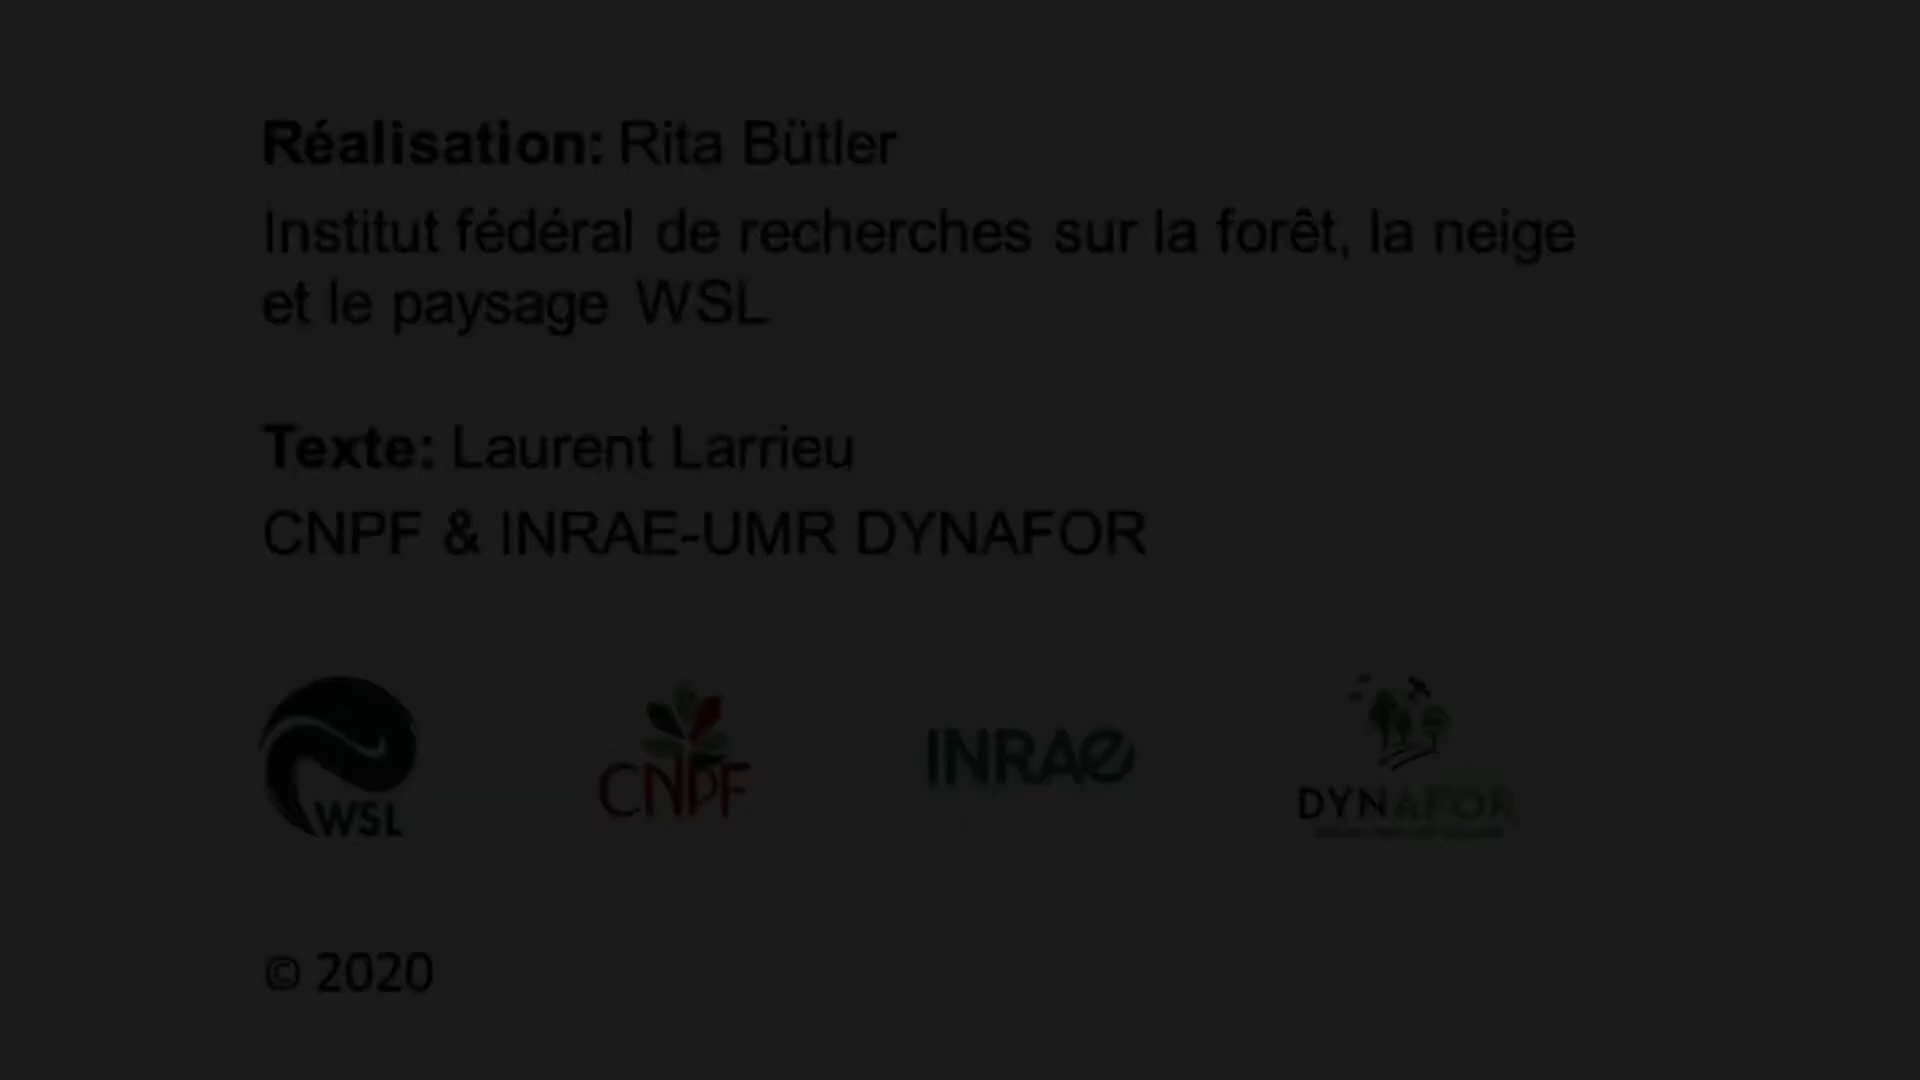 Réalisation: Rita Bütler
Institut fédéral de recherches sur la forêt, la neige
et le paysage WSL
Texte: Laurent Larrieu
CNPF & INRAE-UMR DYNAFOR
WSL
CNPF
INRAE
DYNAFOR
© 2020